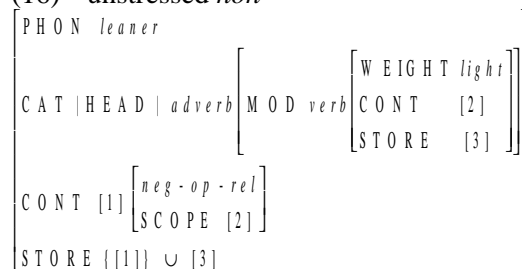 (16) unstressed non
PHON leaner
WEIGHT light
CAT |HEAD | adverb MOD verb CONT [2]
STORE [3]
neg-op-rel
CONT [1]
SCOPE [2]
STORE {[1]} ∪ [3]